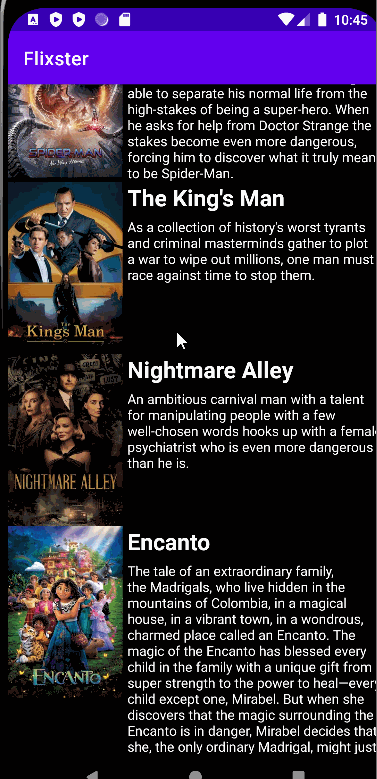 10:45
Flixster
able to separate his normal life from the
high-stakes of being a super-hero. When
he asks for help from Doctor Strange the
stakes become even more dangerous,
forcing him to discover what it truly mean
to be Spider-Man.
SPIDER-MAN
The King's Man
As a collection of history's worst tyrants
and criminal masterminds gather to plot
a war to wipe out millions, one man must
race against time to stop them.
The
King's Man
Nightmare Alley
An ambitious carnival man with a talent
for manipulating people with a few
well-chosen words hooks up with a femal
psychiatrist who is even more dangerous
than he is.
NIGHTMARE ALLEY
Encanto
The tale of an extraordinary family,
the Madrigals, who live hidden in the
mountains of Colombia, in a magical
house, in a vibrant town, in a wondrous,
charmed place called an Encanto. The
magic of the Encanto has blessed every
child in the family with a unique gift from
super strength to the power to heal—every
child except one, Mirabel. But when she
discovers that the magic surrounding the
Encanto is in danger, Mirabel decides that
she, the only ordinary Madrigal, might just
ENCANTO